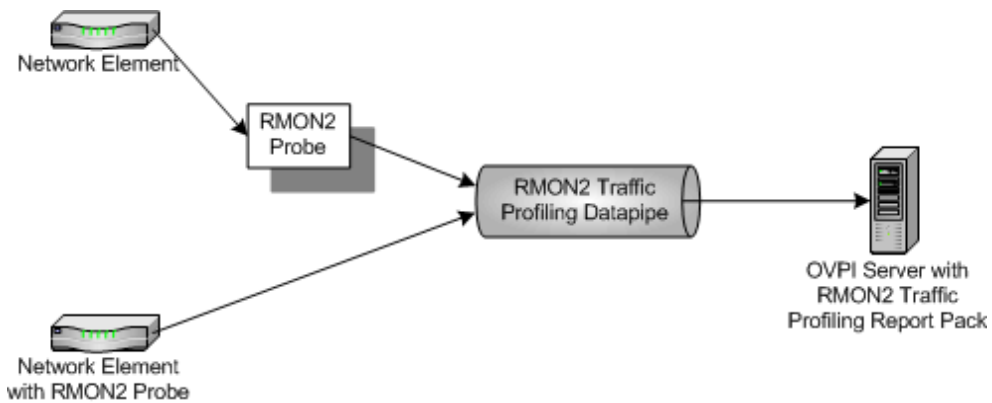 Network Element
RMON2
Probe
RMON2 Traffic
Profiling Datapipe
OVPI Server with
RMON2 Traffic
Profiling Report Pack
Network Element
with RMON2 Probe